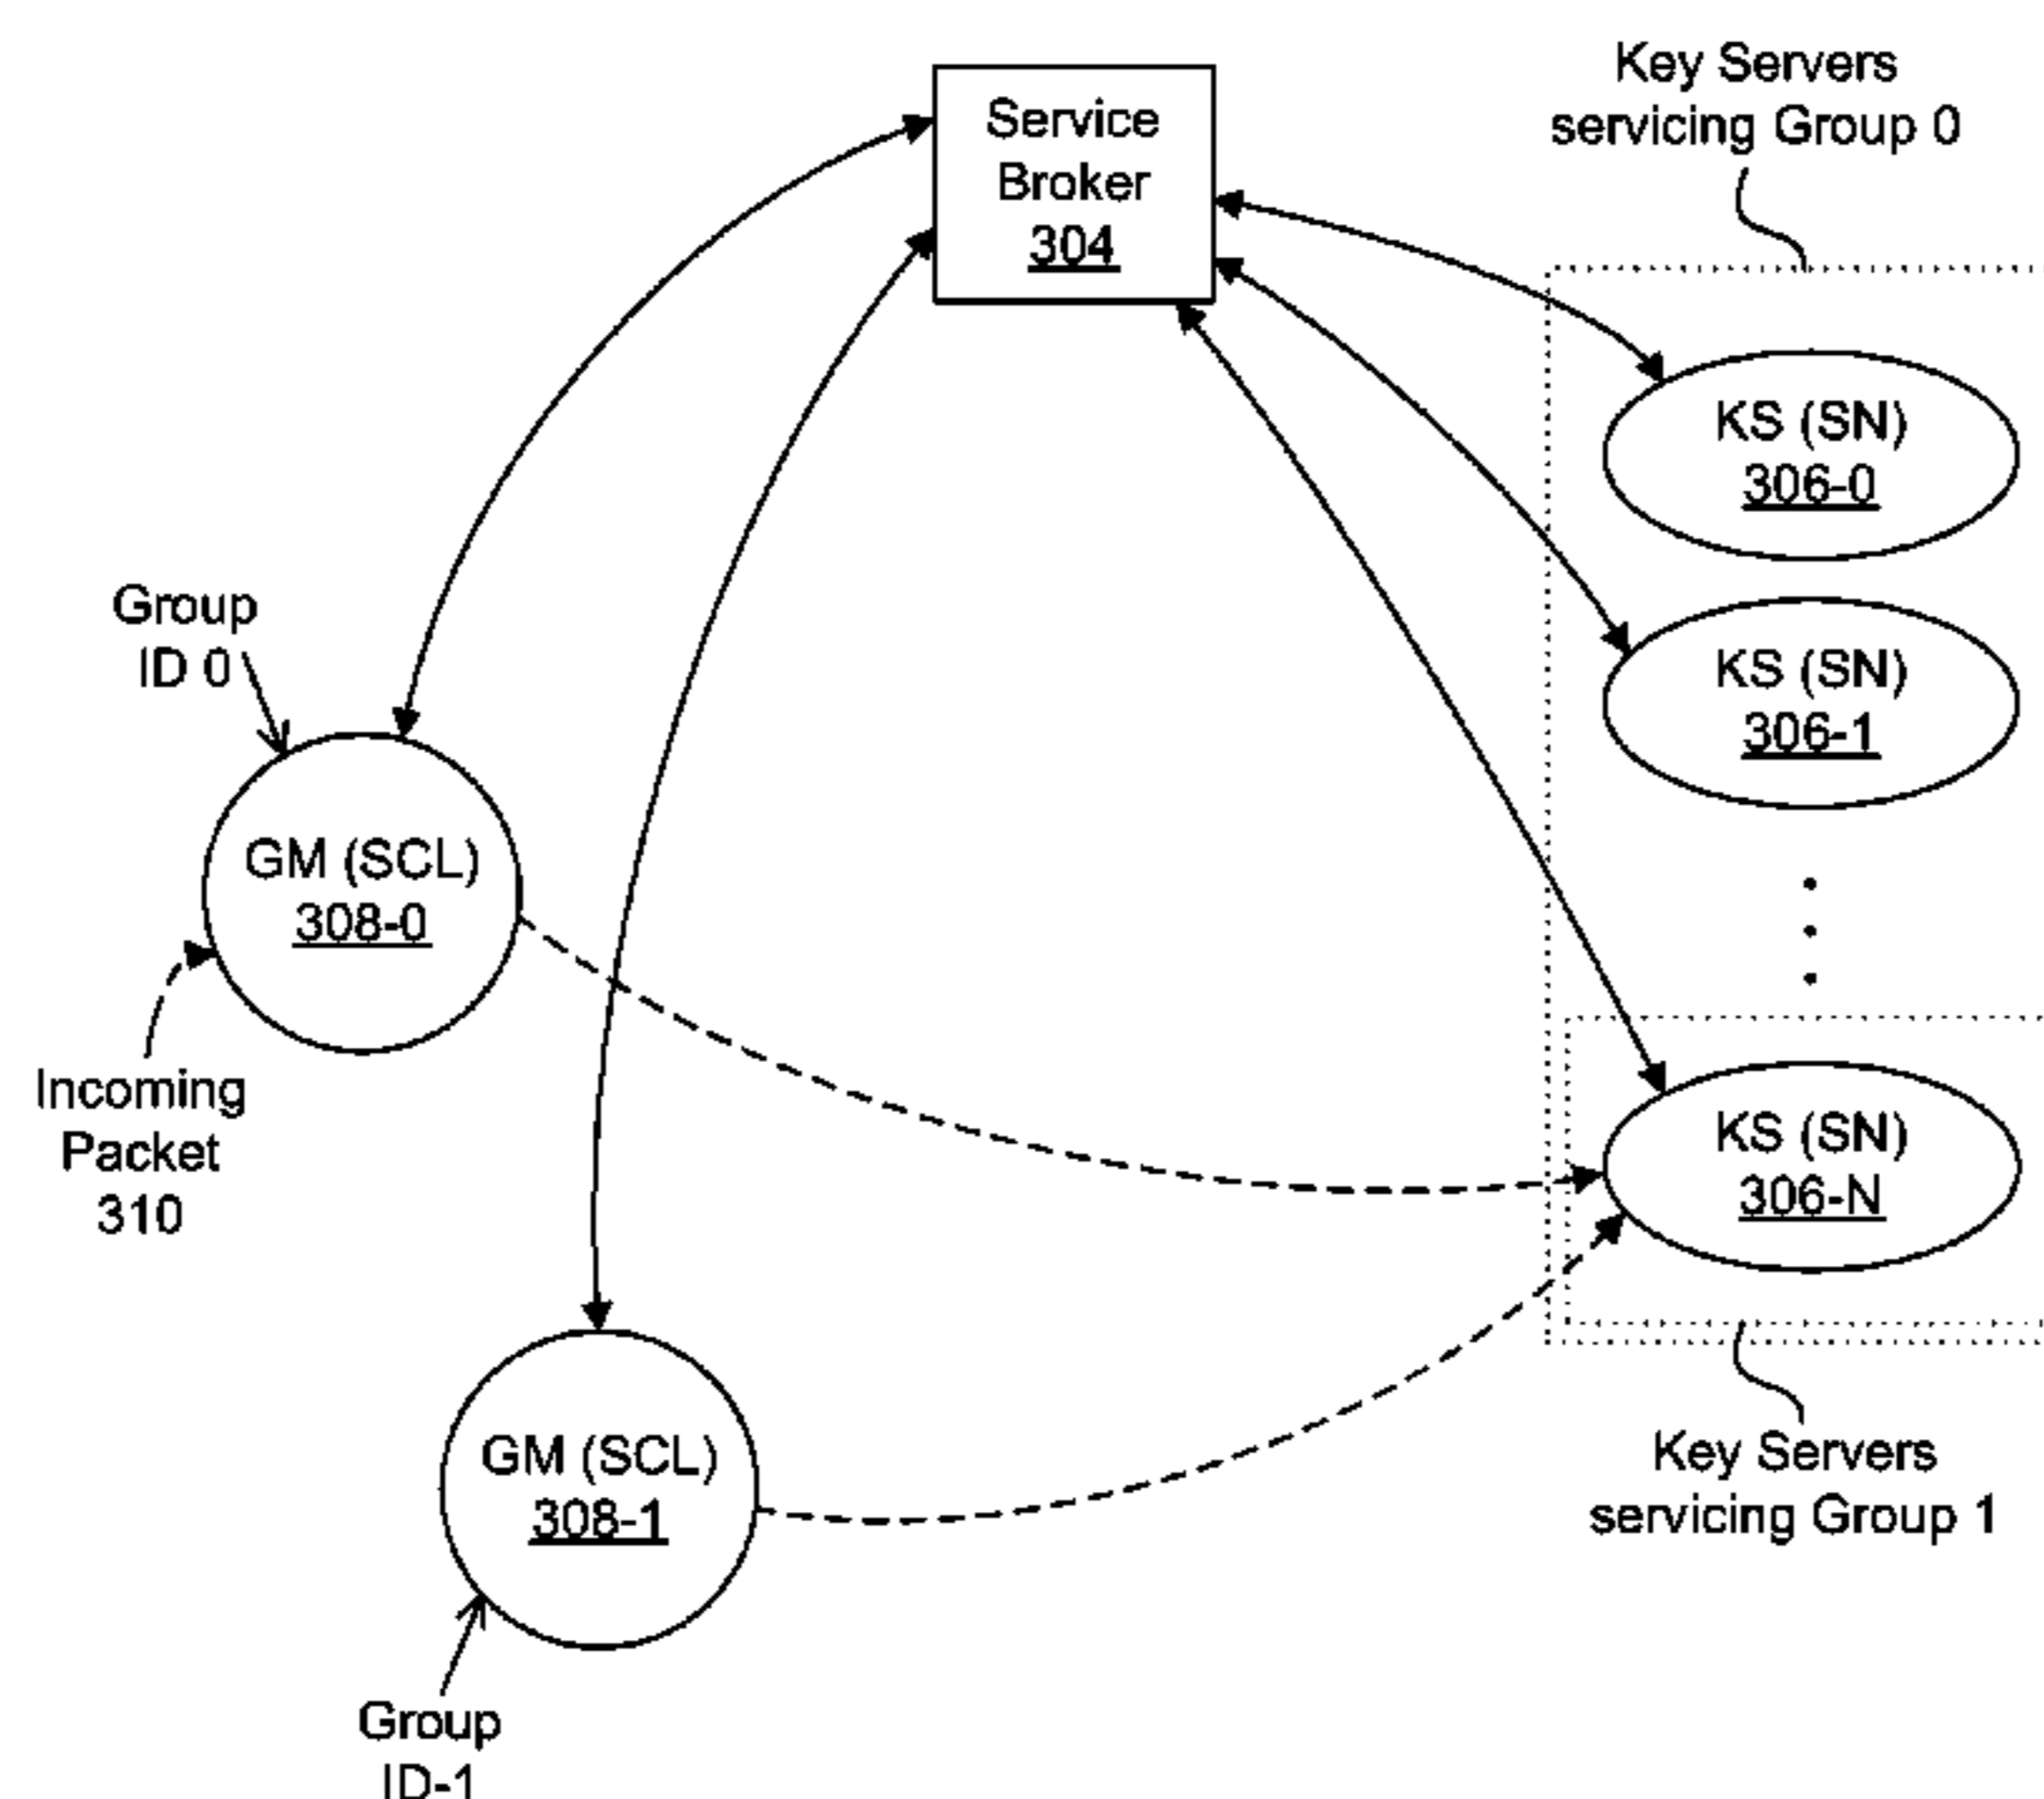 Service
Broker
304
Key Servers
servicing Group 0
KS (SN)
306-0
KS (SN)
306-1
Group
ID 0
GM (SCL)
308-0
Incoming
Packet
310
KS (SN)
306-N
GM (SCL)
308-1
Key Servers
servicing Group 1
Group
ID-1